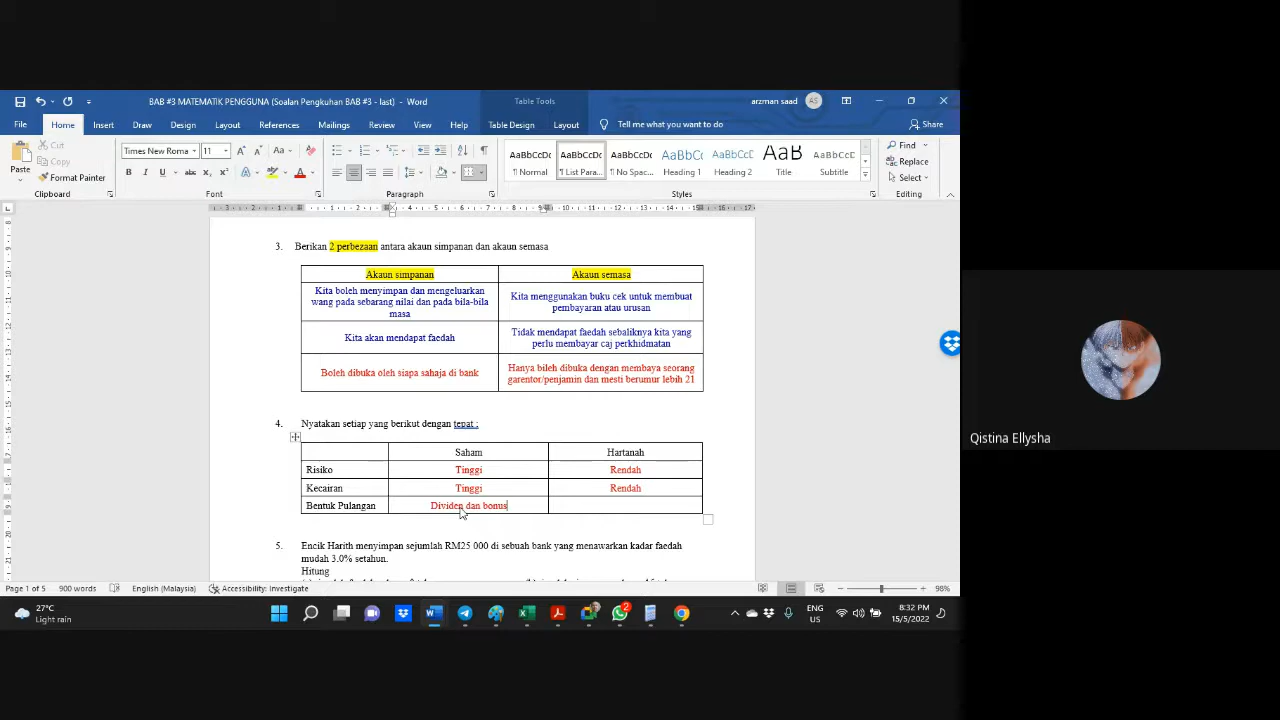 BAB #3 MATEMATIK PENGGUNA (Soalan Pengkuhan BAB #3 - last) - Word
Table Tools
arzman saad
AS
File Home Insert Draw Design Layout References Mailings Review View Help Table Design Layout Tell me what you want to do Share
Paste
Cut
Copy
Format Painter
Clipboard
Times New Roma 11
Font
Paragraph
AaBbCcDc AaBbCcDc AaBbCcDc AaBbCc AaBbCcD AaB AaBbCcD
¶ Normal ¶ List Para... ¶ No Spac... Heading 1 Heading 2 Title Subtitle
Styles
Find
Replace
Select
Editing
3. Berikan 2 perbezaan antara akaun simpanan dan akaun semasa
Akaun simpanan Akaun semasa
Kita boleh menyimpan dan mengeluarkan
wang pada sebarang nilai dan pada bila-bila
masa
Kita menggunakan buku cek untuk membuat
pembayaran atau urusan
Kita akan mendapat faedah
Tidak mendapat faedah sebaliknya kita yang
perlu membayar caj perkhidmatan
Boleh dibuka oleh siapa sahaja di bank
Hanya bileh dibuka dengan membaya seorang
garentor/penjamin dan mesti berumur lebih 21
4. Nyatakan setiap yang berikut dengan tepat :
Saham Hartanah
Risiko Tinggi Rendah
Kecairan Tinggi Rendah
Bentuk Pulangan Dividen dan bonus
5. Encik Harith menyimpan sejumlah RM25 000 di sebuah bank yang menawarkan kadar faedah
mudah 3.0% setahun.
Hitung
Page 1 of 5 900 words English (Malaysia) Accessibility: Investigate 98%
27°C
Light rain
2
ENG
US
8:32 PM
15/5/2022
Qistina Ellysha